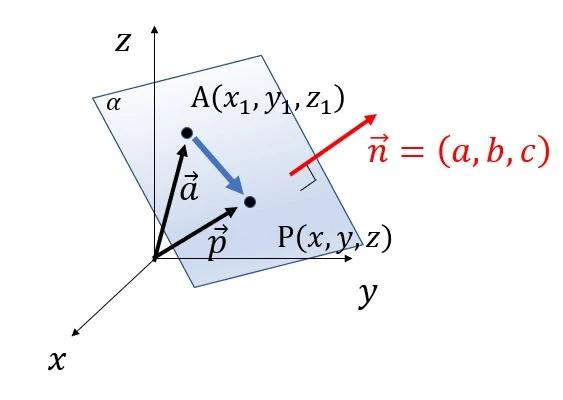 z
α
A(x₁, y₁, z₁)
n⃗ = (a, b, c)
a⃗
p⃗
P(x, y, z)
y
x